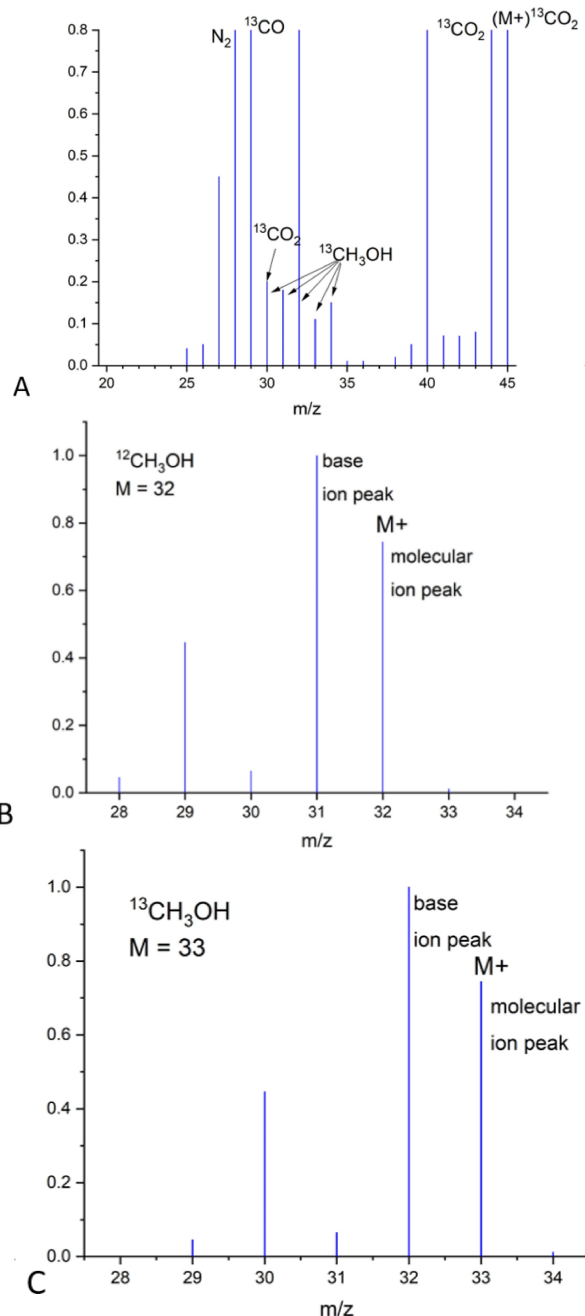 0.8
0.7
0.6
0.5
0.4
0.3
0.2
0.1
0.0
N₂
¹³CO
¹³CO₂
(M+)¹³CO₂
¹³CO₂
¹³CH₃OH
20 25 30 35 40 45
m/z
A
1.0
0.8
0.6
0.4
0.2
0.0
¹²CH₃OH
M = 32
base
ion peak
M+
molecular
ion peak
28 29 30 31 32 33 34
m/z
B
1.0
0.8
0.6
0.4
0.2
0.0
¹³CH₃OH
M = 33
base
ion peak
M+
molecular
ion peak
28 29 30 31 32 33 34
m/z
C